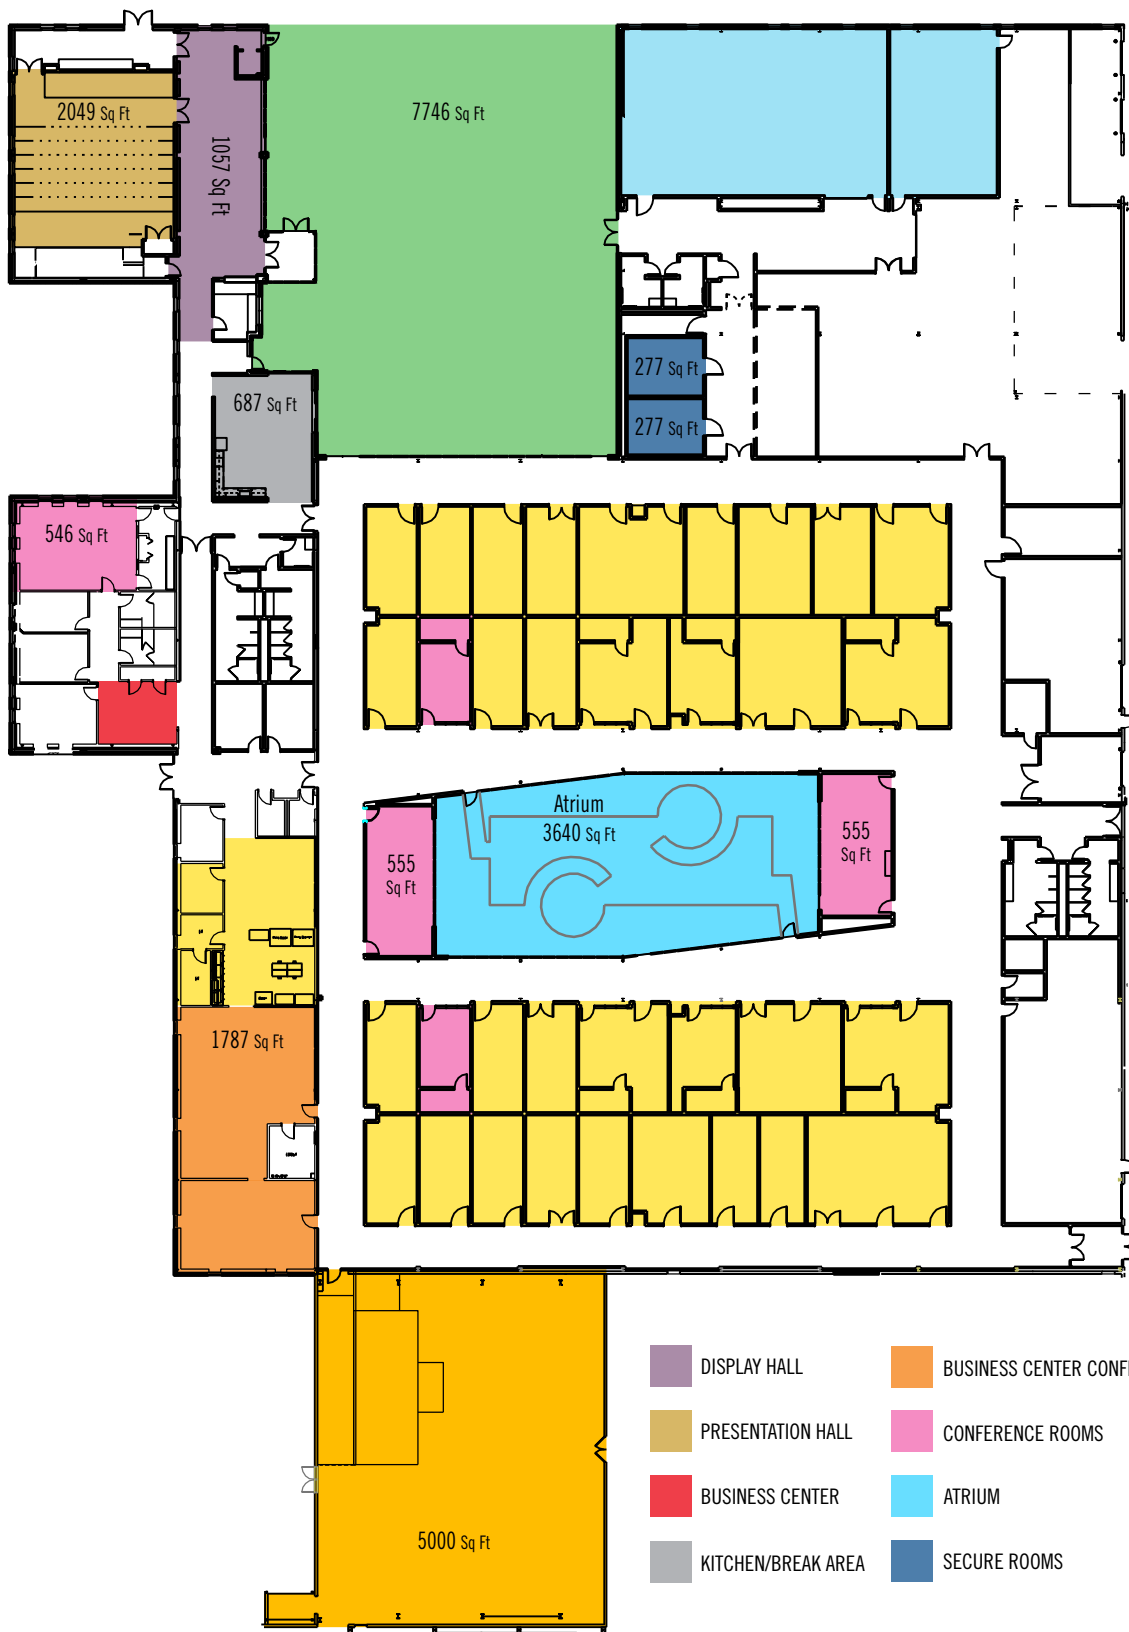 2049 Sq Ft
7746 Sq Ft
1057 Sq Ft
277 Sq Ft
277 Sq Ft
687 Sq Ft
546 Sq Ft
Atrium
3640 Sq Ft
555
Sq Ft
555
Sq Ft
1787 Sq Ft
5000 Sq Ft
DISPLAY HALL
BUSINESS CENTER CONF
PRESENTATION HALL
CONFERENCE ROOMS
BUSINESS CENTER
ATRIUM
KITCHEN/BREAK AREA
SECURE ROOMS